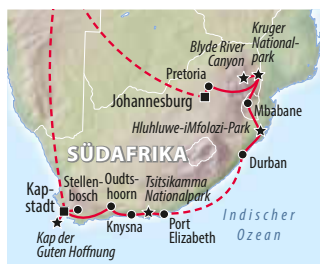 Kruger
National-
park
Blyde River
Canyon
Pretoria
Johannesburg
Mbabane
Hluhluwe-iMfolozi-Park
SÜDAFRIKA
Durban
Kap-
stadt
Stellen-
bosch
Oudts-
hoorn
Tsitsikamma
Nationalpark
Kap der
Guten Hoffnung
Knysna
Port
Elizabeth
Indischer
Ozean